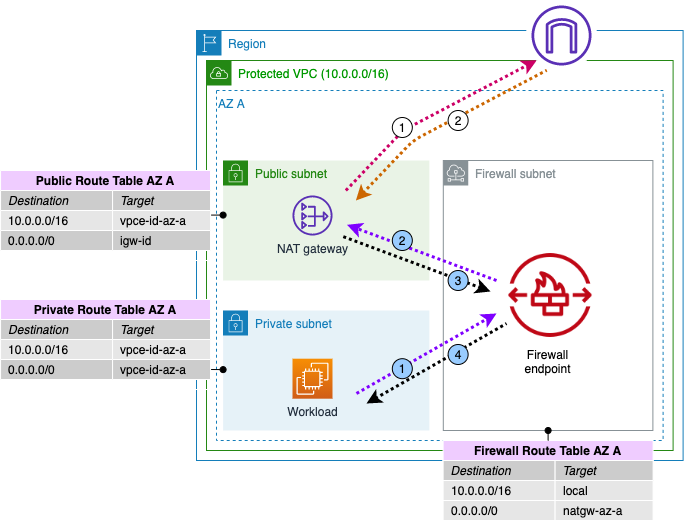 Region
Protected VPC (10.0.0.0/16)
AZ A
1
2
Public subnet
Firewall subnet
Public Route Table AZ A
Destination Target
10.0.0.0/16 vpce-id-az-a
0.0.0.0/0 igw-id
NAT gateway
2
3
Private Route Table AZ A
Destination Target
10.0.0.0/16 vpce-id-az-a
0.0.0.0/0 vpce-id-az-a
Private subnet
1
4
Workload
Firewall
endpoint
Firewall Route Table AZ A
Destination Target
10.0.0.0/16 local
0.0.0.0/0 natgw-az-a